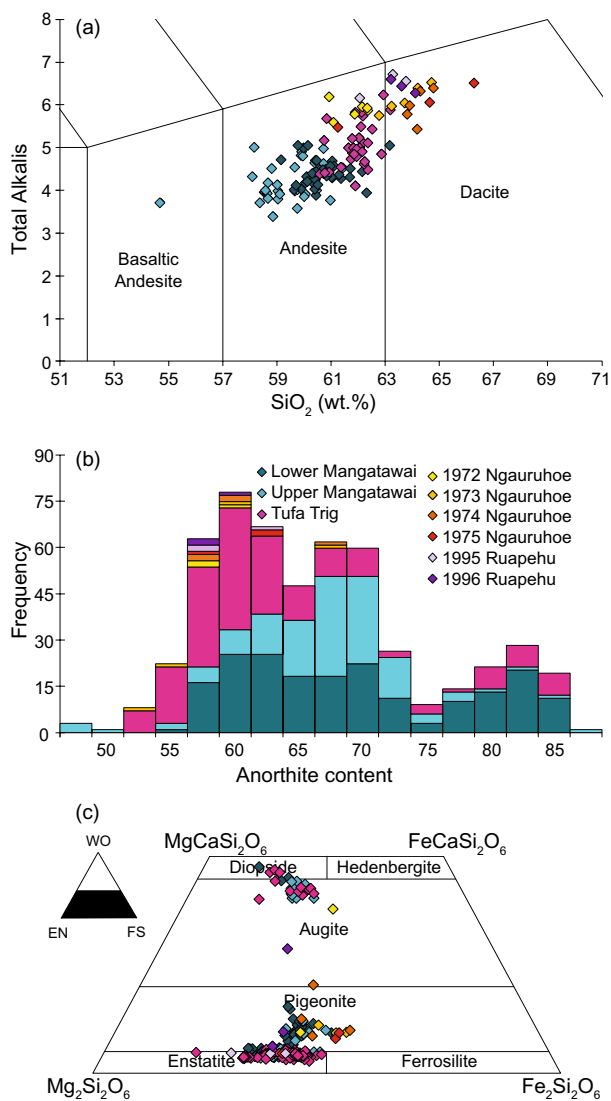 (a)
8
7
6
5
4
3
2
1
0
Total Alkalis
Basaltic
Andesite
Andesite
Dacite
51 53 55 57 59 61 63 65 67 69 71
SiO₂ (wt.%)
(b)
90
75
60
45
30
15
0
Frequency
Lower Mangatawai
Upper Mangatawai
Tufa Trig
1972 Ngauruhoe
1973 Ngauruhoe
1974 Ngauruhoe
1975 Ngauruhoe
1995 Ruapehu
1996 Ruapehu
50 55 60 65 70 75 80 85
Anorthite content
(c)
WO
EN FS
MgCaSi₂O₆ FeCaSi₂O₆
Diopside Hedenbergite
Augite
Pigeonite
Enstatite Ferrosilite
Mg₂Si₂O₆ Fe₂Si₂O₆